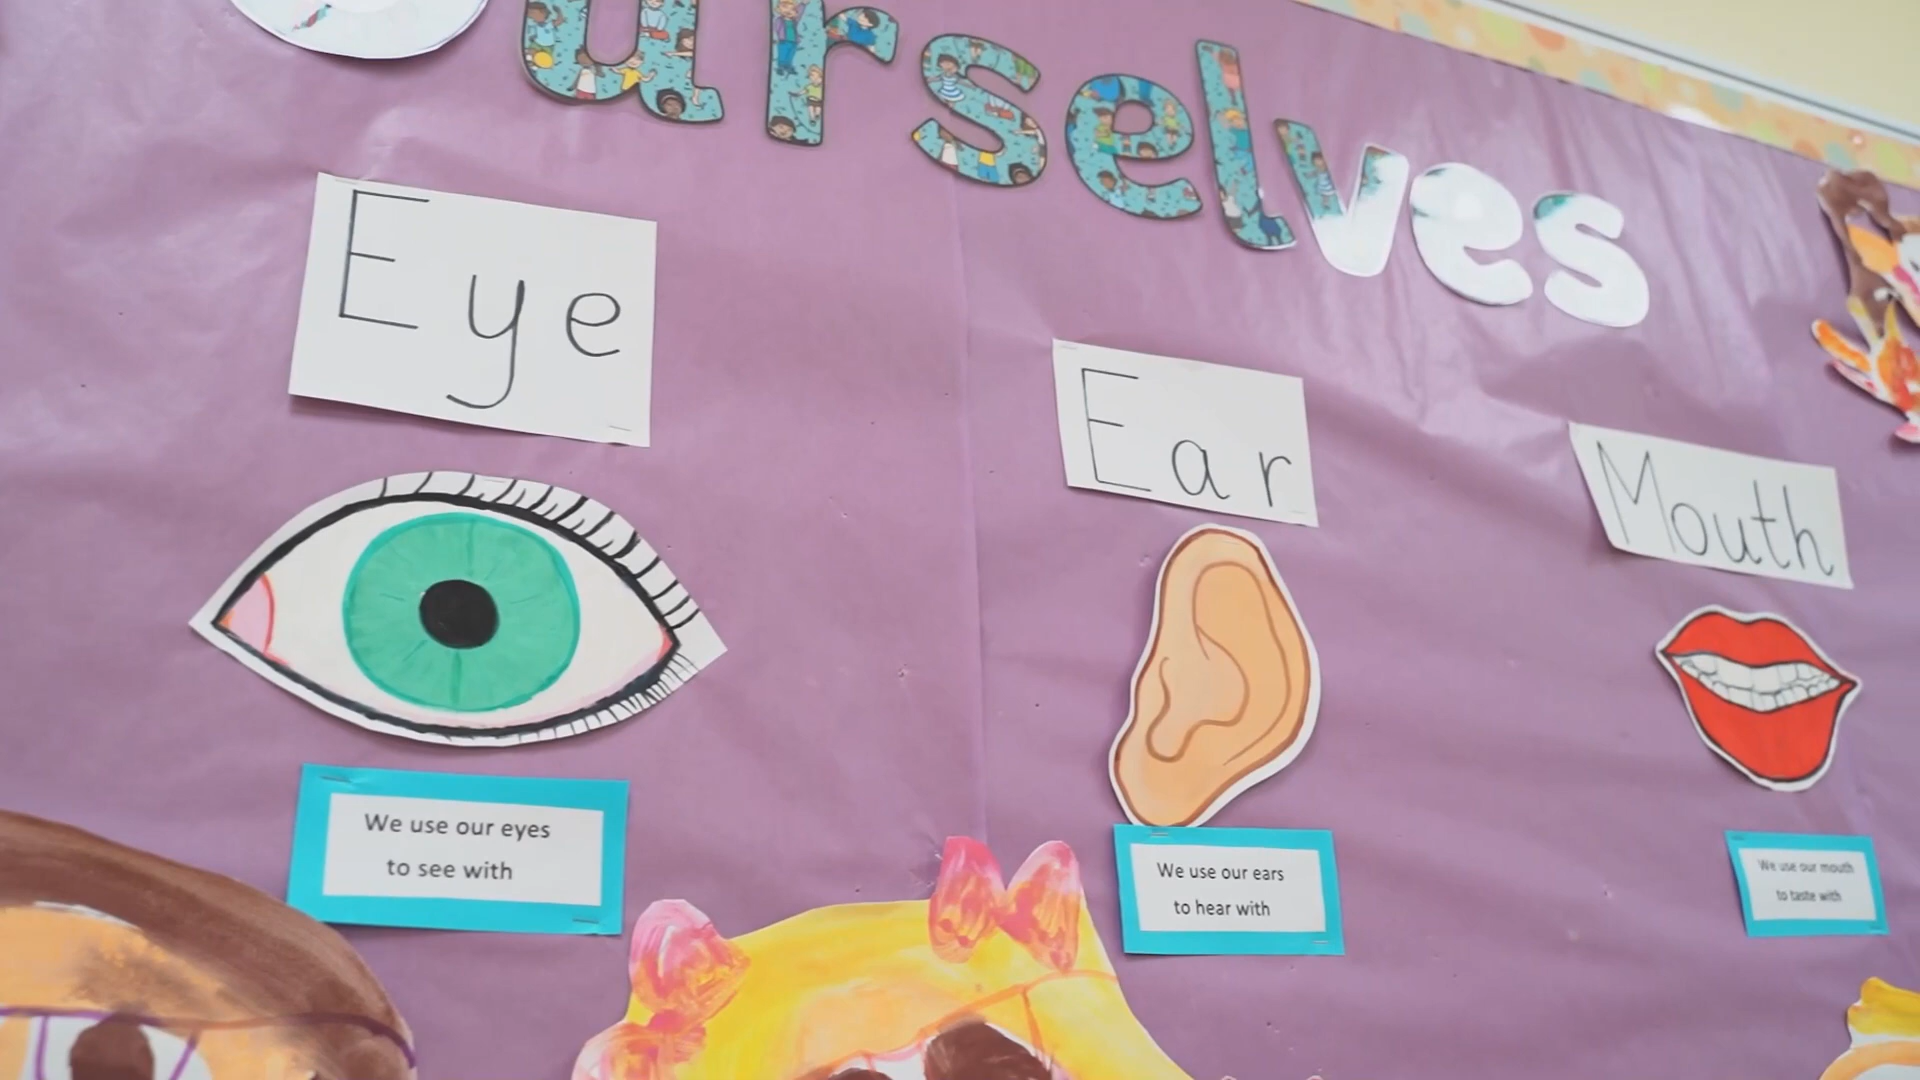 Ourselves
Eye
Ear
Mouth
We use our eyes
to see with
We use our ears
to hear with
We use our mouth
to taste with